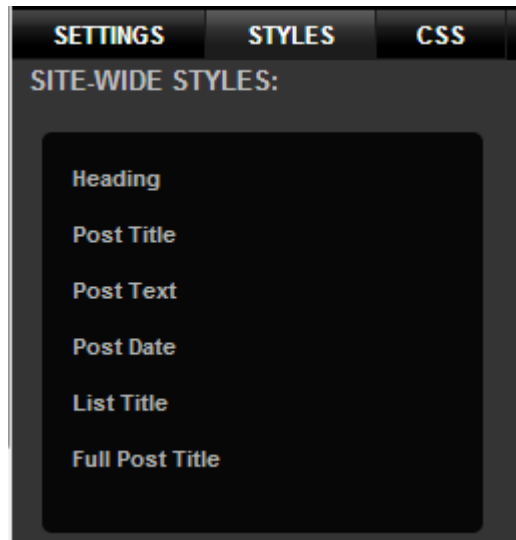 SETTINGS STYLES CSS
SITE-WIDE STYLES:
Heading
Post Title
Post Text
Post Date
List Title
Full Post Title